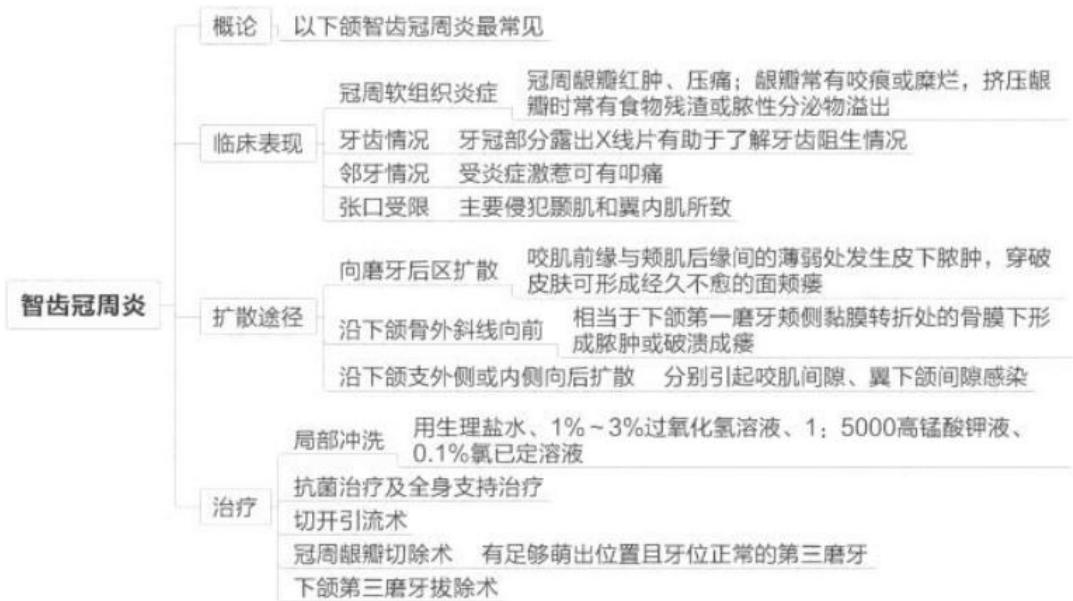 智齿冠周炎
概论
以下颌智齿冠周炎最常见
临床表现
冠周软组织炎症
冠周龈瓣红肿、压痛；龈瓣常有咬痕或糜烂，挤压龈
瓣时常有食物残渣或脓性分泌物溢出
牙齿情况
牙冠部分露出X线片有助于了解牙齿阻生情况
邻牙情况
受炎症激惹可有叩痛
张口受限
主要侵犯颞肌和翼内肌所致
扩散途径
向磨牙后区扩散
咬肌前缘与颊肌后缘间的薄弱处发生皮下脓肿，穿破
皮肤可形成经久不愈的面颊瘘
沿下颌骨外斜线向前
相当于下颌第一磨牙颊侧黏膜转折处的骨膜下形
成脓肿或破溃成瘘
沿下颌支外侧或内侧向后扩散
分别引起咬肌间隙、翼下颌间隙感染
治疗
局部冲洗
用生理盐水、1%～3%过氧化氢溶液、1：5000高锰酸钾液、
0.1%氯已定溶液
抗菌治疗及全身支持治疗
切开引流术
冠周龈瓣切除术
有足够萌出位置且牙位正常的第三磨牙
下颌第三磨牙拔除术